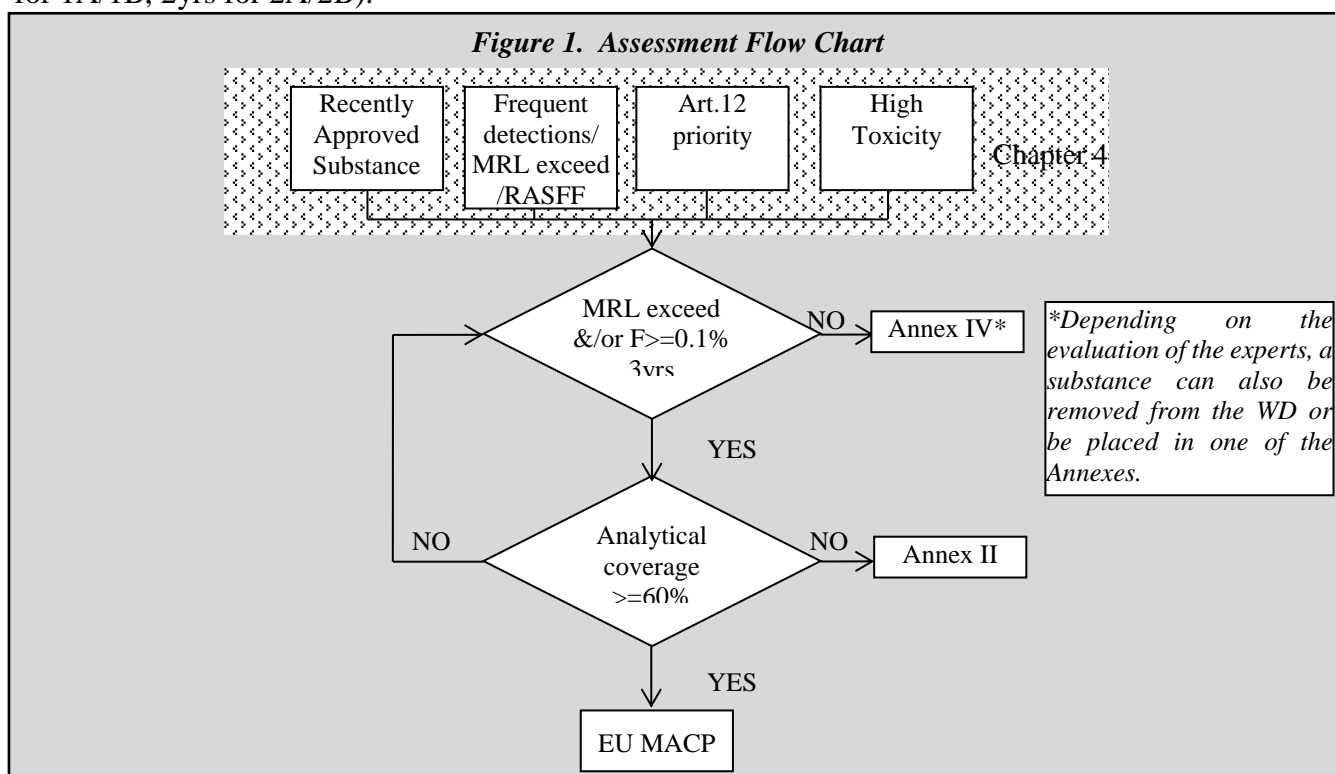 for 1A/1B, 2yrs for 2A/2B).
Figure 1. Assessment Flow Chart
Recently
Approved
Substance
Frequent
detections/
MRL exceed
/RASFF
Art.12
priority
High
Toxicity
Chapter 4
MRL exceed
&/or F>=0.1%
3yrs
NO
Annex IV*
*Depending on the
evaluation of the experts, a
substance can also be
removed from the WD or
be placed in one of the
Annexes.
YES
NO
Analytical
coverage
>=60%
NO
Annex II
YES
EU MACP